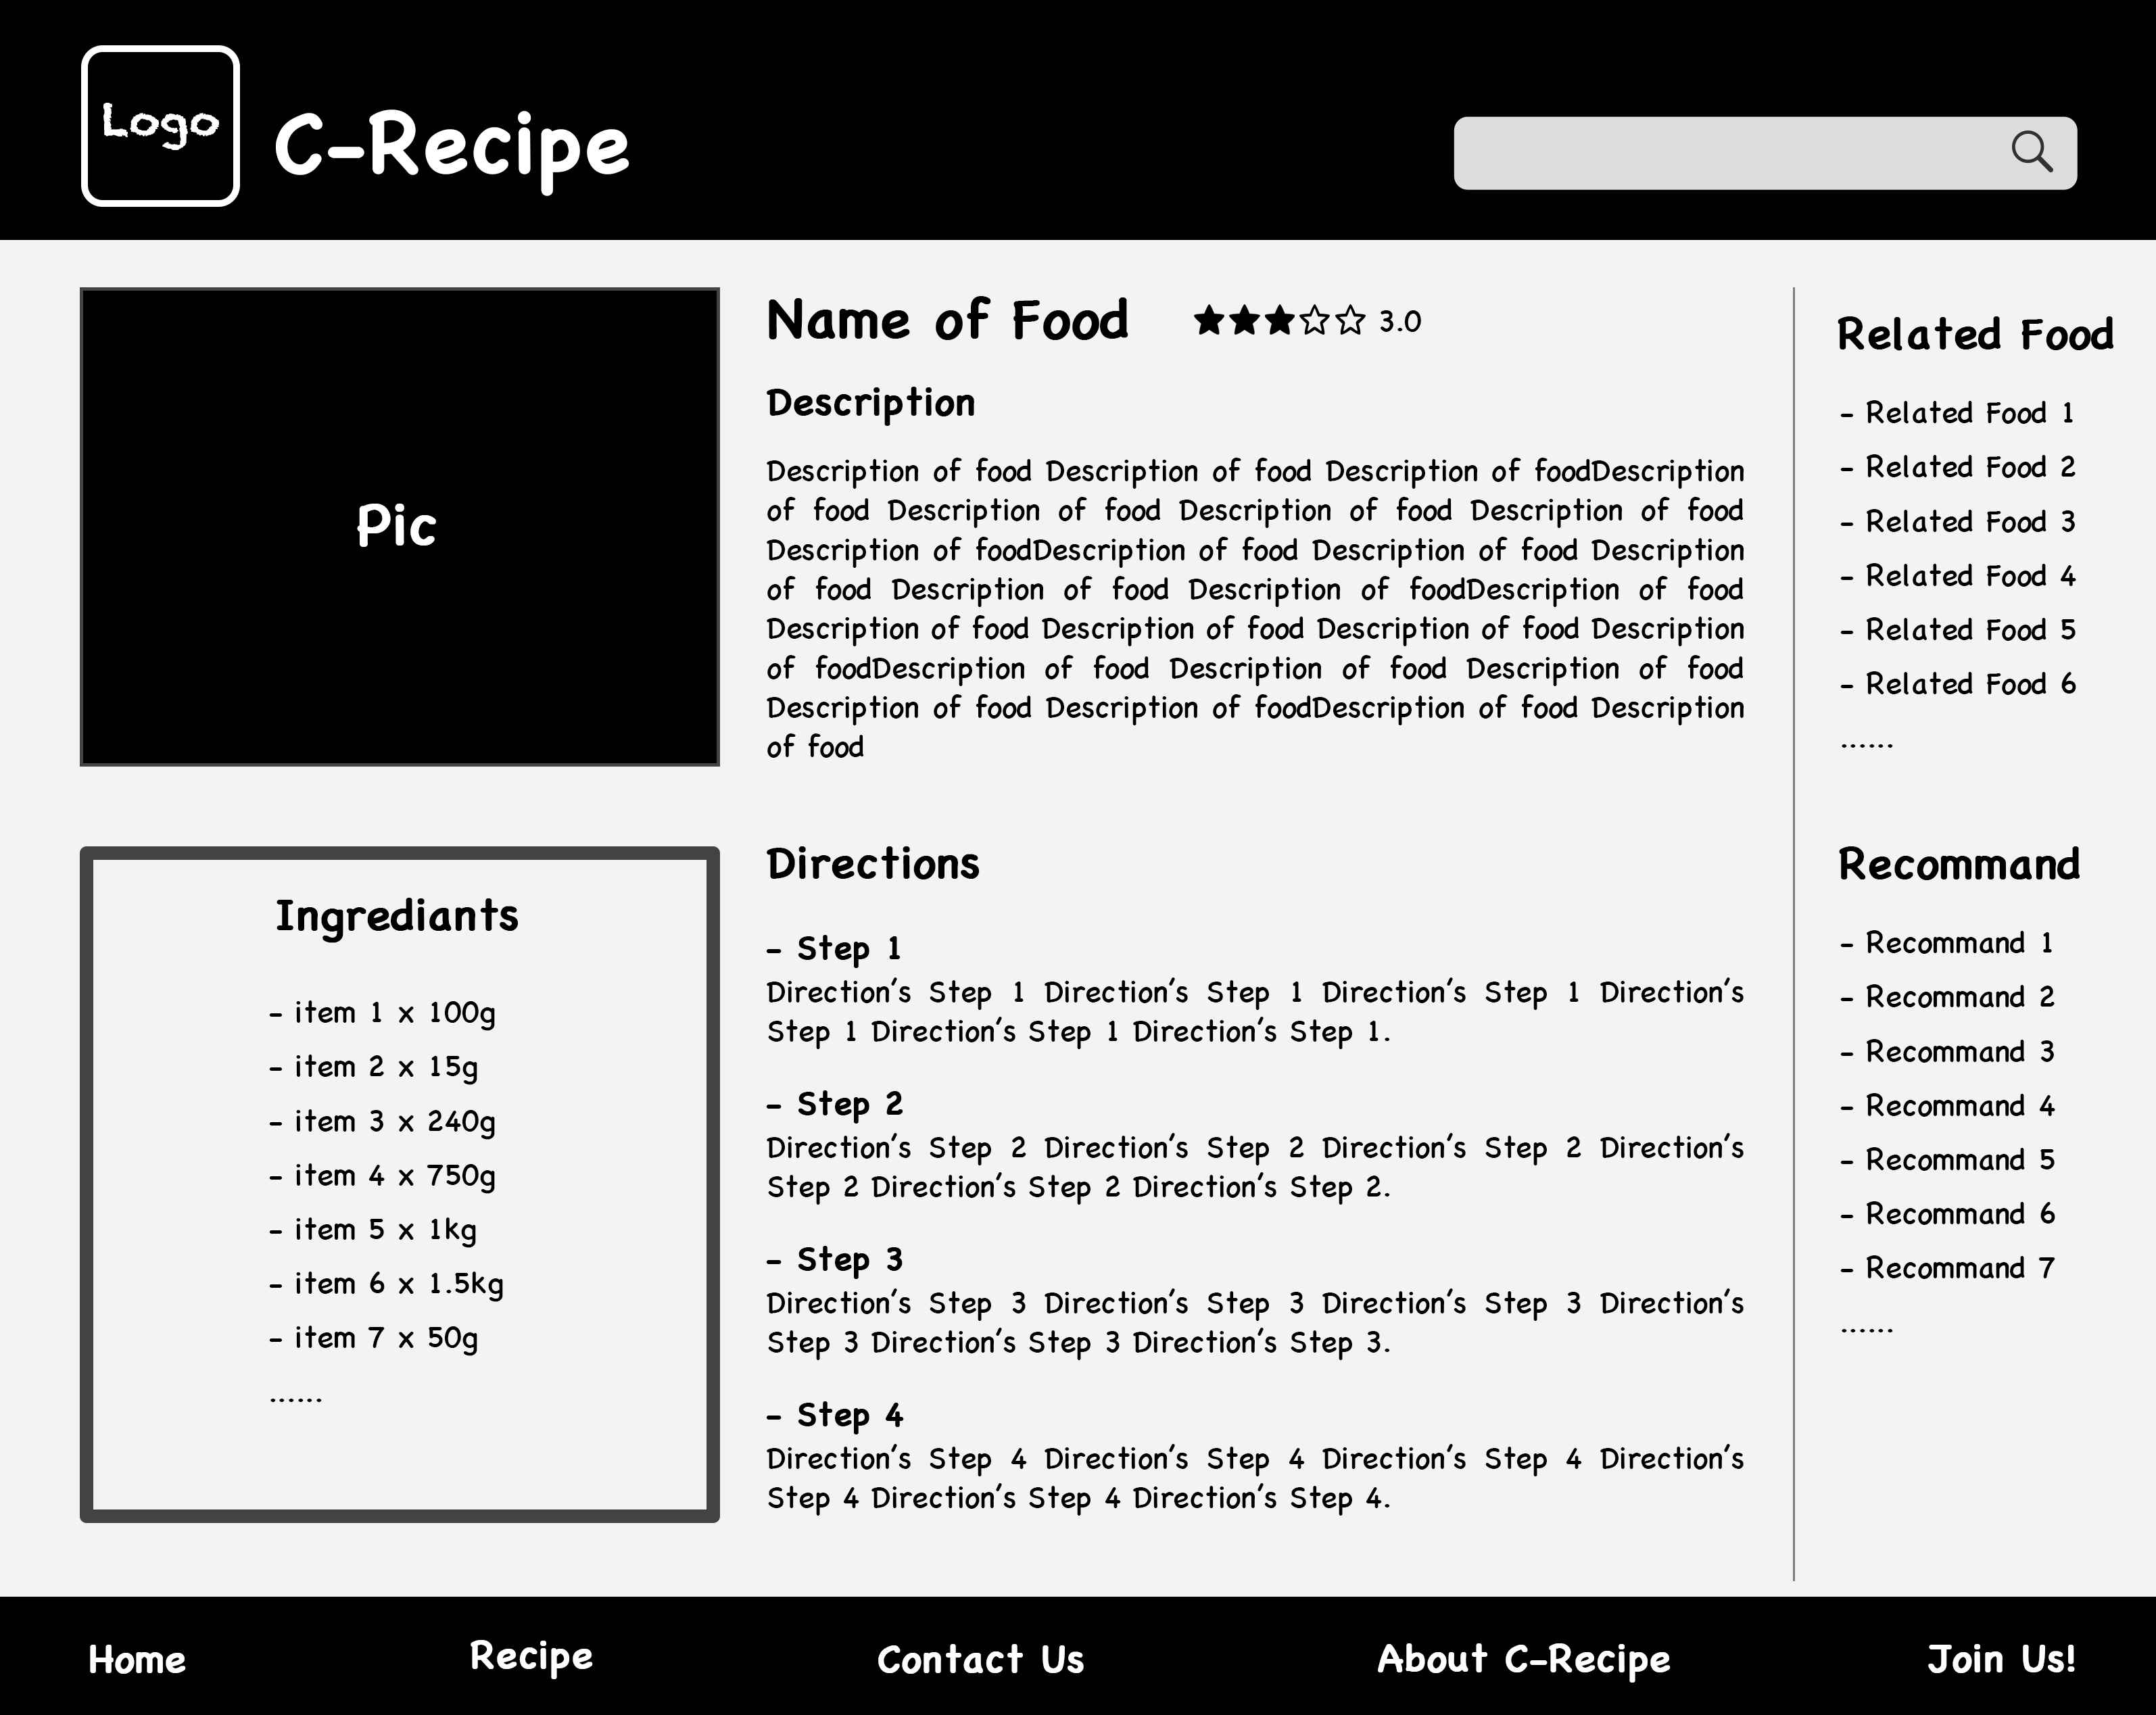 Logo
C-Recipe
Pic
Name of Food
3.0
Description
Description of food Description of food Description of foodDescription
of food Description of food Description of food Description of food
Description of foodDescription of food Description of food Description
of food Description of food Description of foodDescription of food
Description of food Description of food Description of food Description
of foodDescription of food Description of food Description of food
Description of food Description of foodDescription of food Description
of food
Ingrediants
- item 1 x 100g
- item 2 x 15g
- item 3 x 240g
- item 4 x 750g
- item 5 x 1kg
- item 6 x 1.5kg
- item 7 x 50g
......
Directions
- Step 1
Direction's Step 1 Direction's Step 1 Direction's Step 1 Direction's
Step 1 Direction's Step 1 Direction's Step 1.
- Step 2
Direction's Step 2 Direction's Step 2 Direction's Step 2 Direction's
Step 2 Direction's Step 2 Direction's Step 2.
- Step 3
Direction's Step 3 Direction's Step 3 Direction's Step 3 Direction's
Step 3 Direction's Step 3 Direction's Step 3.
- Step 4
Direction's Step 4 Direction's Step 4 Direction's Step 4 Direction's
Step 4 Direction's Step 4 Direction's Step 4.
Related Food
- Related Food 1
- Related Food 2
- Related Food 3
- Related Food 4
- Related Food 5
- Related Food 6
......
Recommand
- Recommand 1
- Recommand 2
- Recommand 3
- Recommand 4
- Recommand 5
- Recommand 6
- Recommand 7
......
Home
Recipe
Contact Us
About C-Recipe
Join Us!